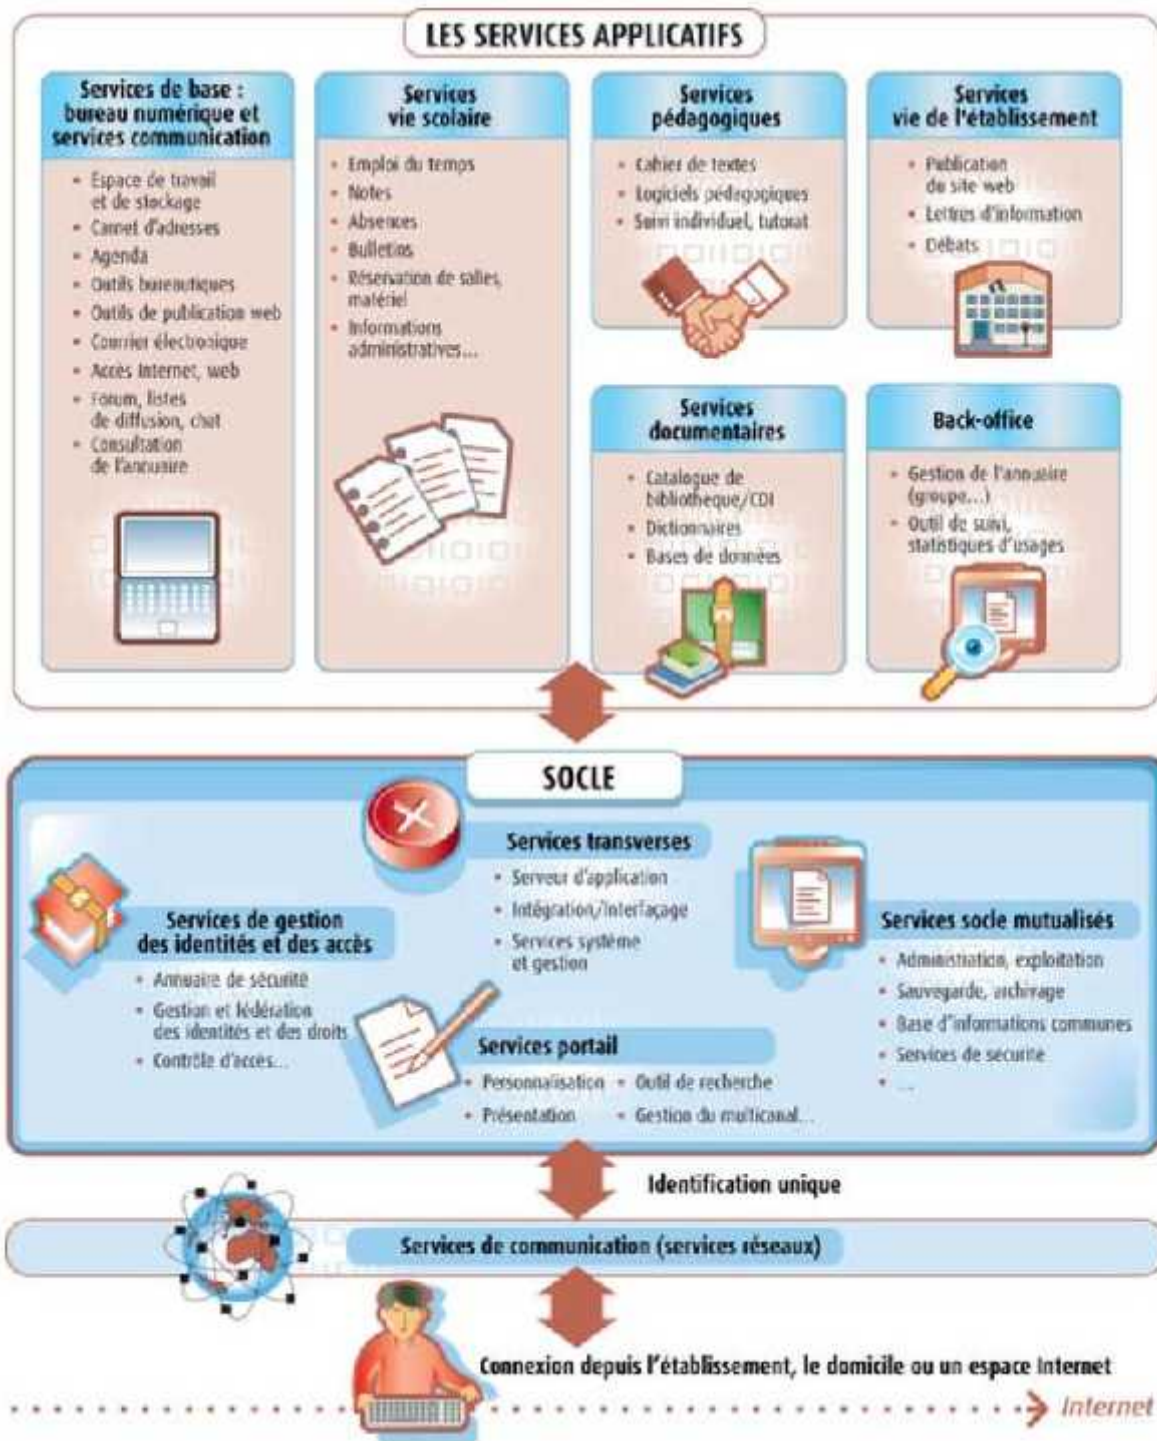 LES SERVICES APPLICATIFS
Services de base :
bureau numérique et
services communication
• Espace de travail
et de stockage
• Carnet d'adresses
• Agenda
• Outils bureautiques
• Outils de publication web
• Courrier électronique
• Accès Internet, web
• Forum, listes
de diffusion, chat
• Consultation
de l'annuaire
Services
vie scolaire
• Emploi du temps
• Notes
• Absences
• Bulletins
• Réservation de salles,
matériel
• Informations
administratives...
Services
pédagogiques
• Cahier de textes
• Logiciels pédagogiques
• Suivi individuel, tutorat
Services
vie de l'établissement
• Publication
du site web
• Lettres d'information
• Débats
Services
documentaires
• Catalogue de
bibliothèque/CDI
• Dictionnaires
• Bases de données
Back-office
• Gestion de l'annuaire
(groupe...)
• Outil de suivi,
statistiques d'usages
SOCLE
Services transverses
• Serveur d'application
• Intégration/Interfaçage
• Services système
et gestion
Services de gestion
des identités et des accès
• Annuaire de sécurité
• Gestion et fédération
des identités et des droits
• Contrôle d'accès...
Services socle mutualisés
• Administration, exploitation
• Sauvegarde, archivage
• Base d'informations communes
• Services de sécurité
• ...
Services portail
• Personnalisation • Outil de recherche
• Présentation • Gestion du multicanal...
Identification unique
Services de communication (services réseaux)
Connexion depuis l'établissement, le domicile ou un espace Internet
Internet